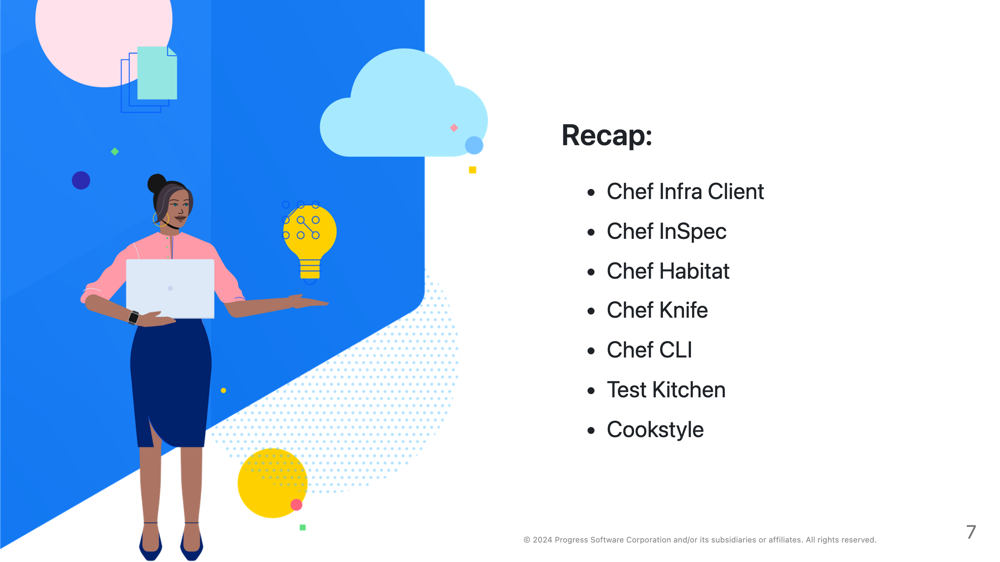 Recap:
• Chef Infra Client
• Chef InSpec
• Chef Habitat
• Chef Knife
• Chef CLI
• Test Kitchen
• Cookstyle
© 2024 Progress Software Corporation and/or its subsidiaries or affiliates. All rights reserved.
7